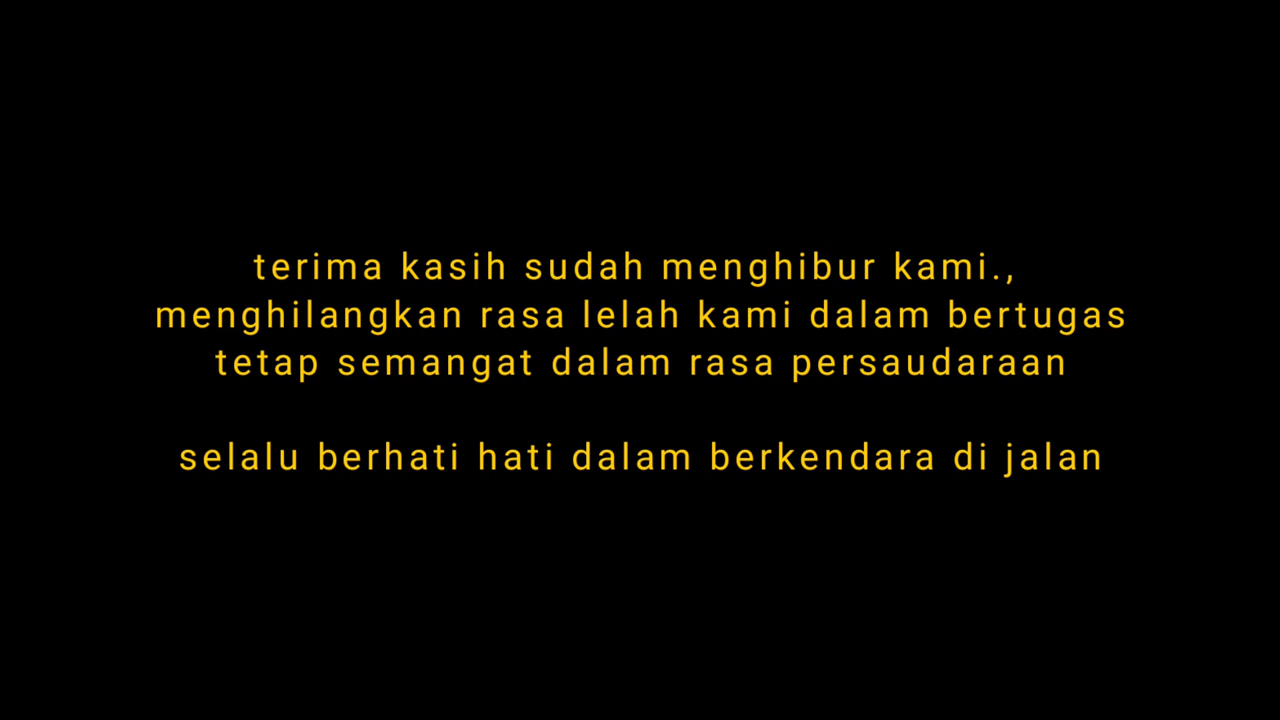 terima kasih sudah menghibur kami.,
menghilangkan rasa lelah kami dalam bertugas
tetap semangat dalam rasa persaudaraan
selalu berhati hati dalam berkendara di jalan